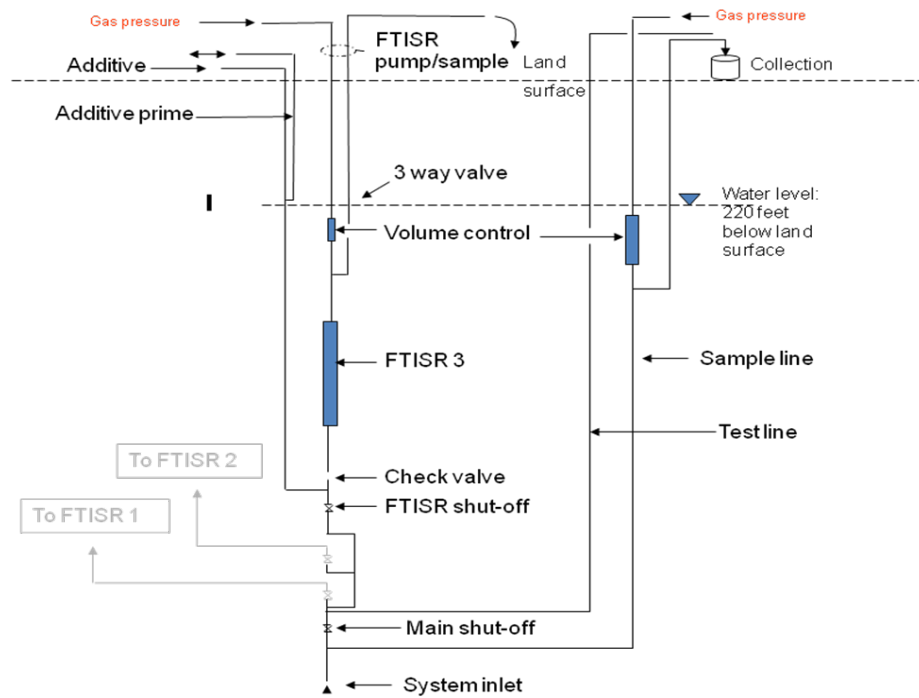 Gas pressure
Gas pressure
FTISR
pump/sample
Land
surface
Additive
Collection
Additive prime
3 way valve
I
Water level:
220 feet
below land
surface
Volume control
FTISR 3
Sample line
Test line
To FTISR 2
Check valve
FTISR shut-off
To FTISR 1
Main shut-off
System inlet